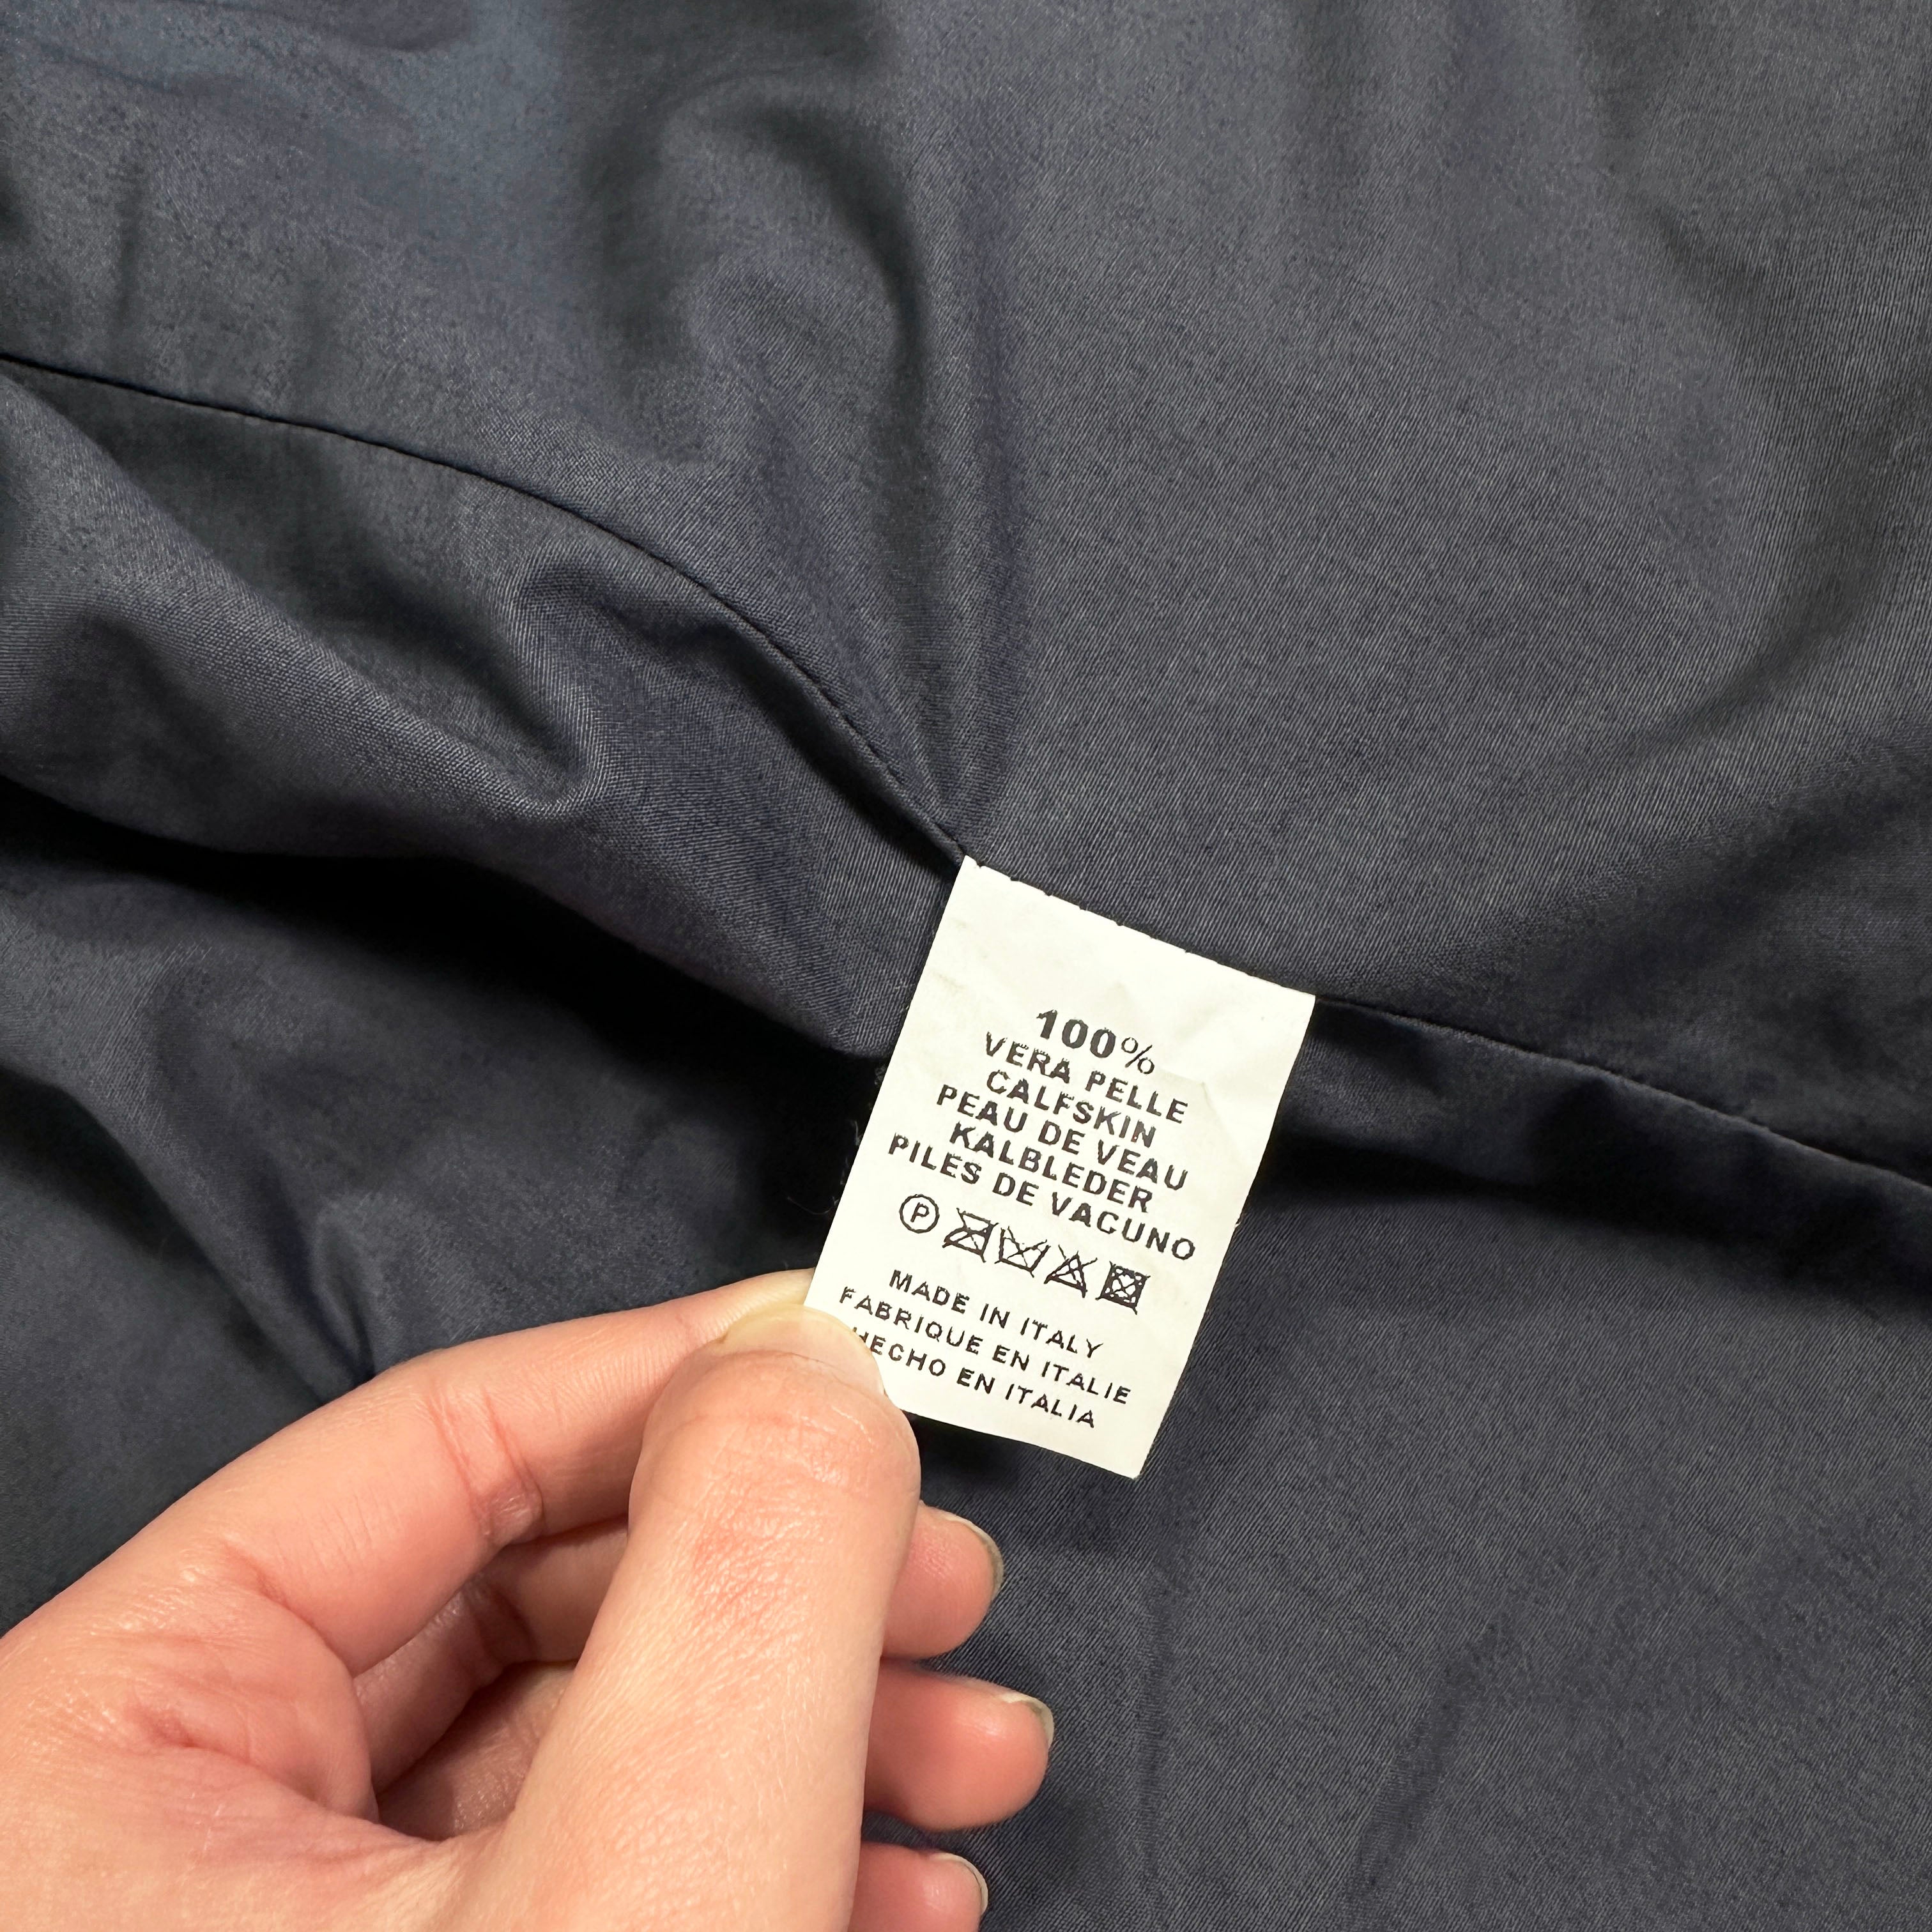 100%
VERA PELLE
CALFSKIN
PEAU DE VEAU
KALBLEDER
PILES DE VACUNO
P
MADE IN ITALY
FABRIQUE EN ITALIE
HECHO EN ITALIA